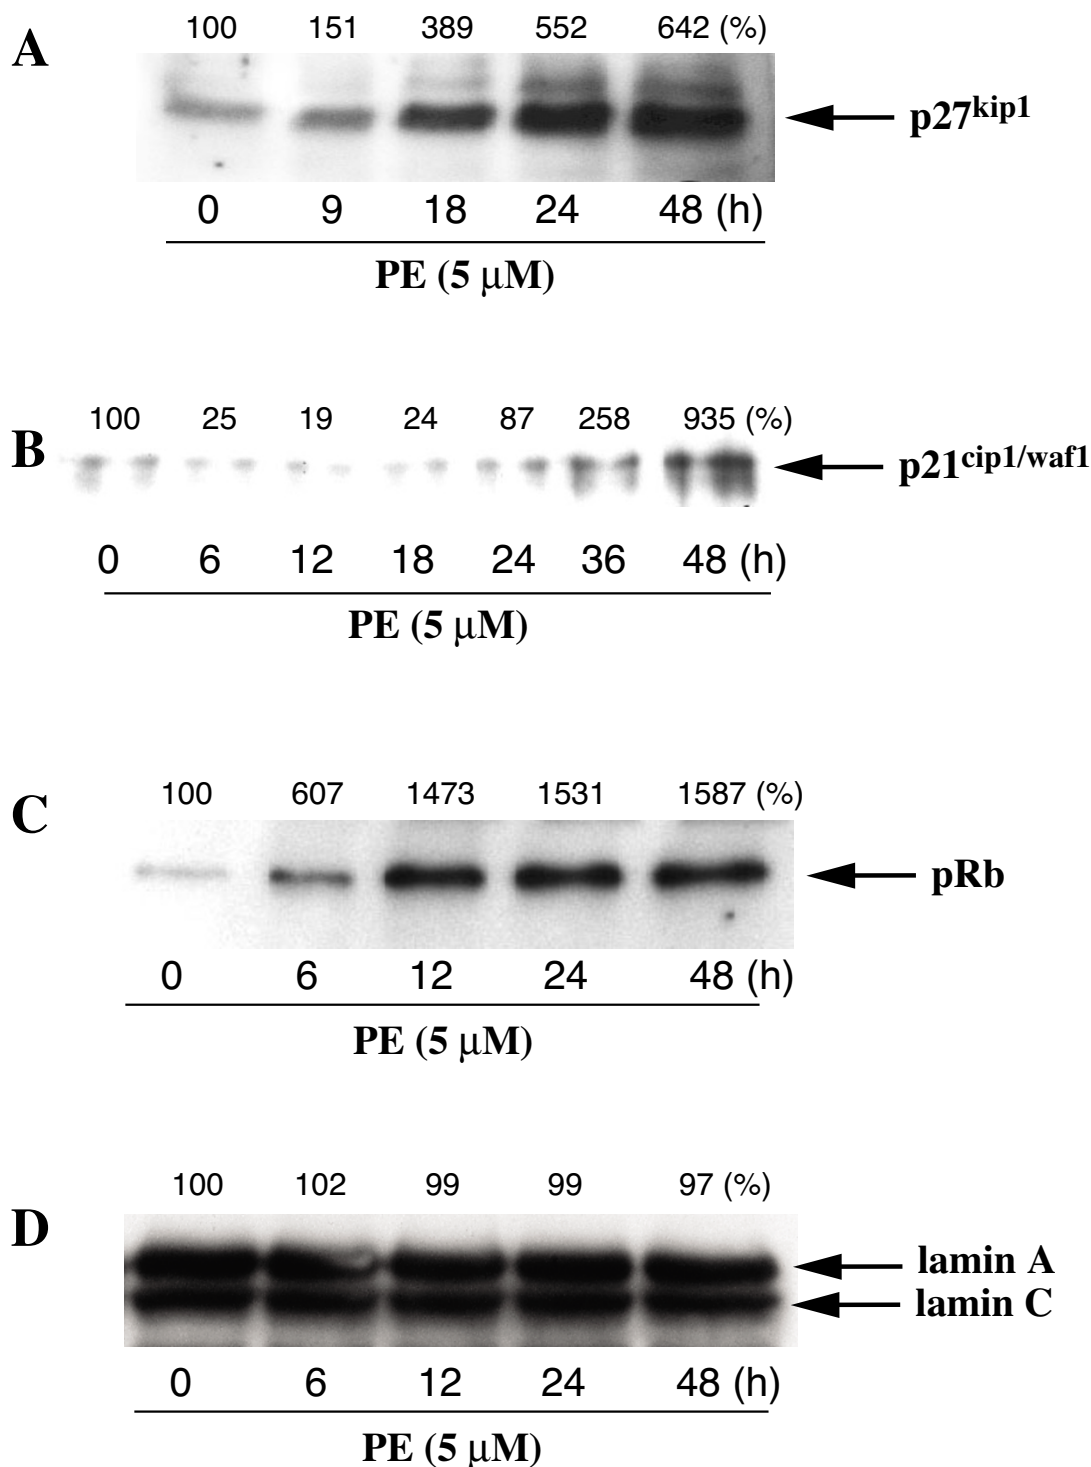 A
100 151 389 552 642 (%)
p27kip1
0 9 18 24 48 (h)
PE (5 μM)
B
100 25 19 24 87 258 935 (%)
p21cip1/waf1
0 6 12 18 24 36 48 (h)
PE (5 μM)
C
100 607 1473 1531 1587 (%)
pRb
0 6 12 24 48 (h)
PE (5 μM)
D
100 102 99 99 97 (%)
lamin A
lamin C
0 6 12 24 48 (h)
PE (5 μM)